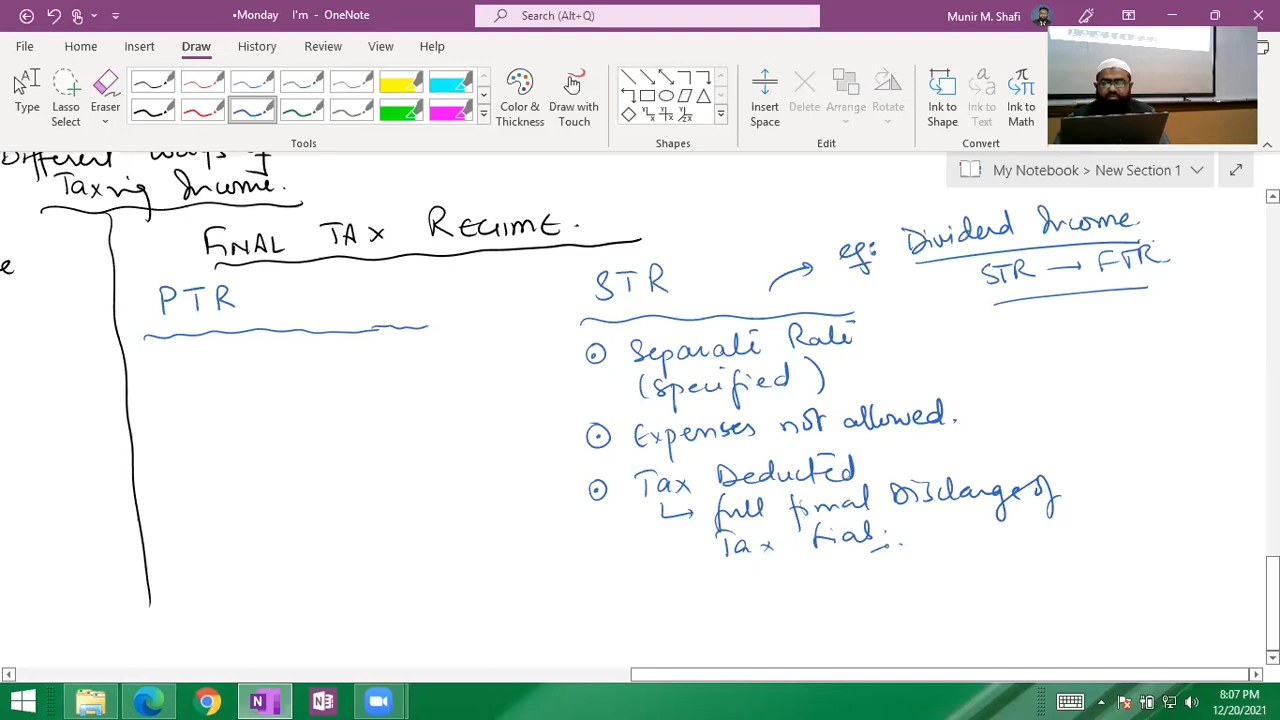 •Monday I'm - OneNote
Search (Alt+Q)
Munir M. Shafi
File Home Insert Draw History Review View Help
Type
Lasso Select
Eraser
Color & Thickness
Draw with Touch
Insert Space
Delete
Arrange
Rotate
Ink to Shape
Ink to Text
Ink to Math
Tools
Shapes
Edit
Convert
My Notebook > New Section 1
Different Ways of
Taxing Income.
FINAL TAX REGIME.
PTR
STR
eg: Dividend Income
STR → FTR
Separate Rate
(specified)
Expenses not allowed.
Tax Deducted
full final Discharge of
Tax Liab:
8:07 PM
12/20/2021